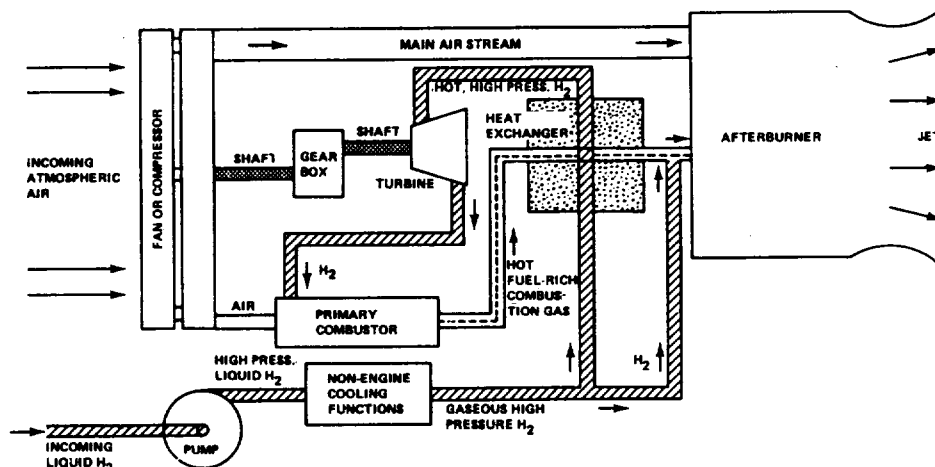 MAIN AIR STREAM
HOT, HIGH PRESS. H2
HEAT
EXCHANGER
AFTERBURNER
JET
SHAFT
SHAFT
GEAR
BOX
TURBINE
INCOMING
ATMOSPHERIC
AIR
FAN OR COMPRESSOR
H2
HOT
FUEL-RICH
COMBUS-
TION GAS
AIR
PRIMARY
COMBUSTOR
HIGH PRESS.
LIQUID H2
NON-ENGINE
COOLING
FUNCTIONS
H2
GASEOUS HIGH
PRESSURE H2
PUMP
INCOMING
LIQUID H2